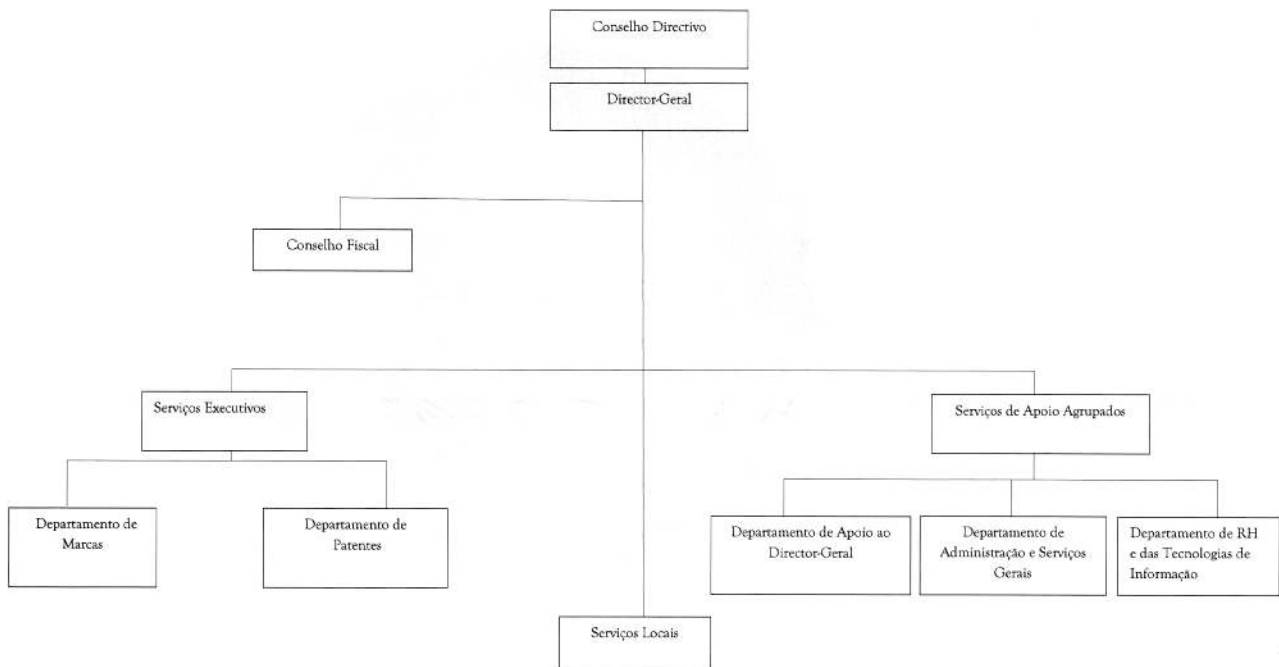 Conselho Directivo
Director-Geral
Conselho Fiscal
Serviços Executivos
Serviços de Apoio Agrupados
Departamento de
Marcas
Departamento de
Patentes
Departamento de Apoio ao
Director-Geral
Departamento de
Administração e Serviços
Gerais
Departamento de RH
e das Tecnologias de
Informação
Serviços Locais